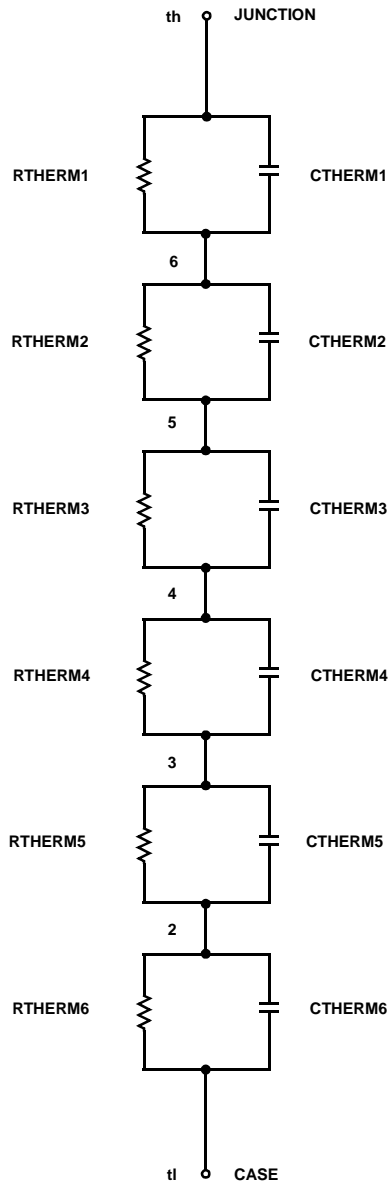 th JUNCTION
RTHERM1 CTHERM1
6
RTHERM2 CTHERM2
5
RTHERM3 CTHERM3
4
RTHERM4 CTHERM4
3
RTHERM5 CTHERM5
2
RTHERM6 CTHERM6
tl CASE